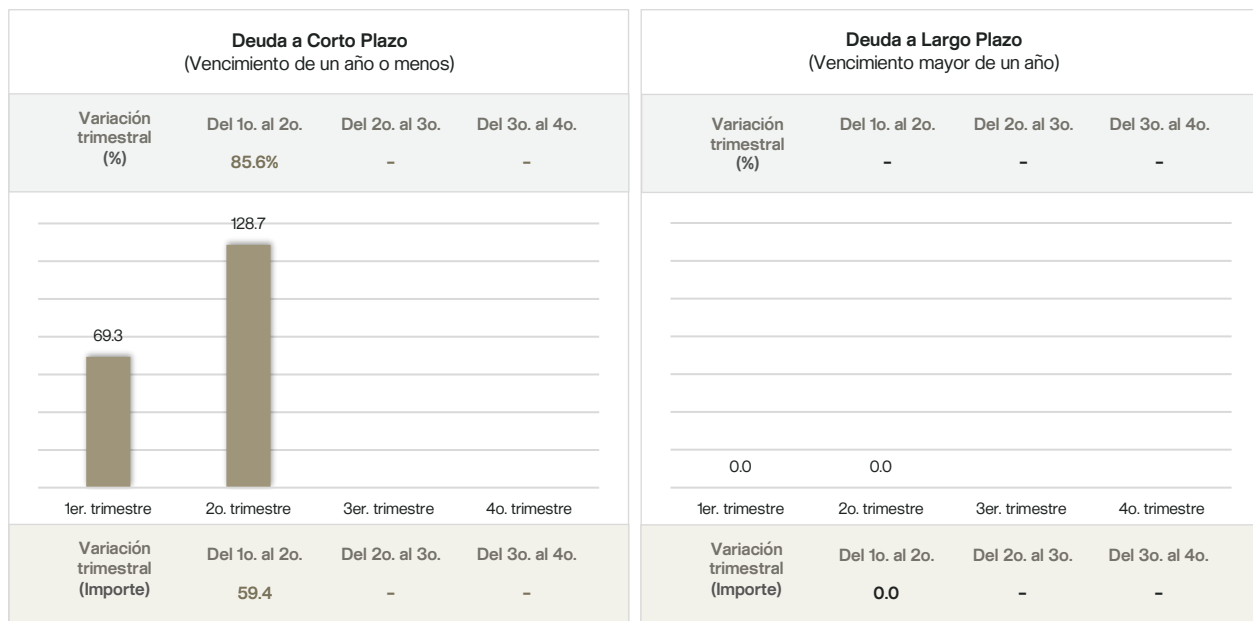 Deuda a Corto Plazo
(Vencimiento de un año o menos)
Variación trimestral (%)
Del 1o. al 2o.
Del 2o. al 3o.
Del 3o. al 4o.
85.6%
-
-
128.7
69.3
1er. trimestre
2o. trimestre
3er. trimestre
4o. trimestre
Variación trimestral (Importe)
Del 1o. al 2o.
Del 2o. al 3o.
Del 3o. al 4o.
59.4
-
-
Deuda a Largo Plazo
(Vencimiento mayor de un año)
Variación trimestral (%)
Del 1o. al 2o.
Del 2o. al 3o.
Del 3o. al 4o.
-
-
-
0.0
0.0
1er. trimestre
2o. trimestre
3er. trimestre
4o. trimestre
Variación trimestral (Importe)
Del 1o. al 2o.
Del 2o. al 3o.
Del 3o. al 4o.
0.0
-
-